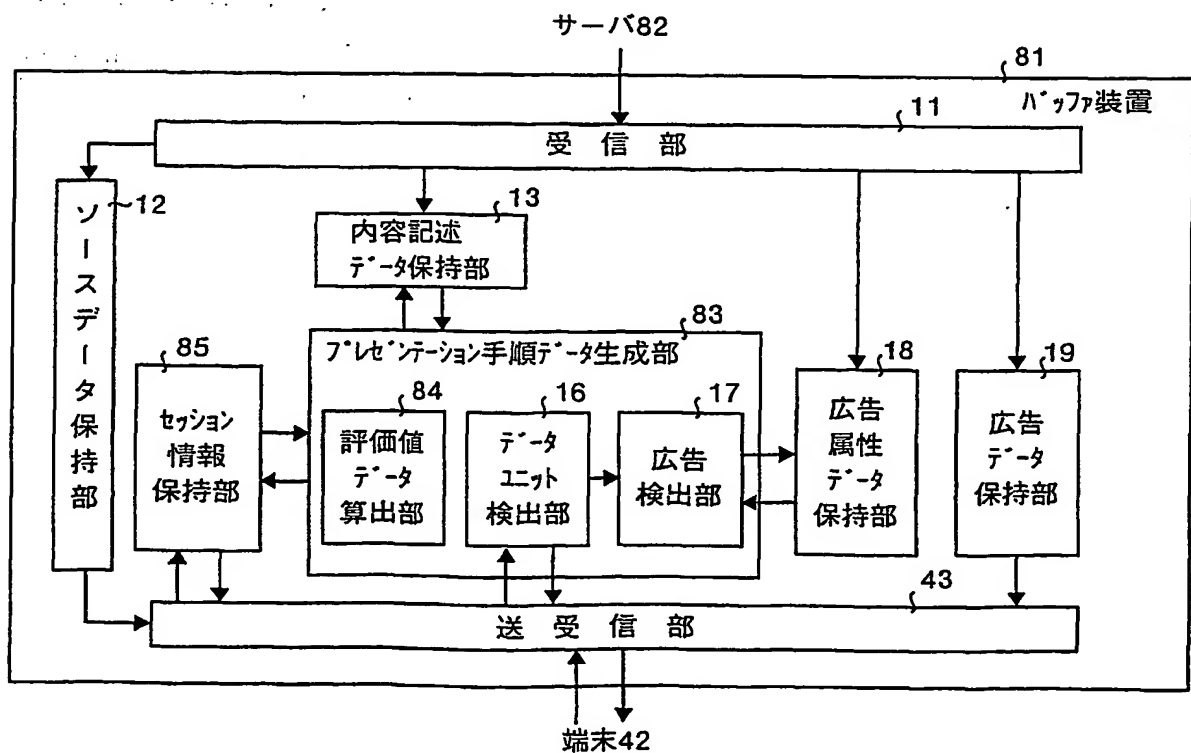 サーバ82
81
バッファ装置
11
受信部
12
ソースデータ保持部
13
内容記述
データ保持部
83
プレゼンテーション手順データ生成部
85
セッション
情報
保持部
84
評価値
データ
算出部
16
データ
ユニット
検出部
17
広告
検出部
18
広告
属性
データ
保持部
19
広告
データ
保持部
43
送受信部
端末42